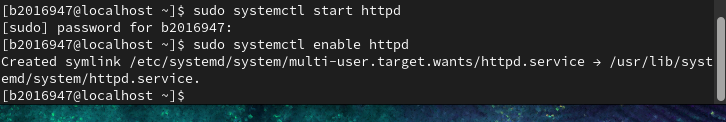 [b2016947@localhost ~]$ sudo systemctl start httpd
[sudo] password for b2016947:
[b2016947@localhost ~]$ sudo systemctl enable httpd
Created symlink /etc/systemd/system/multi-user.target.wants/httpd.service → /usr/lib/syst
emd/system/httpd.service.
[b2016947@localhost ~]$